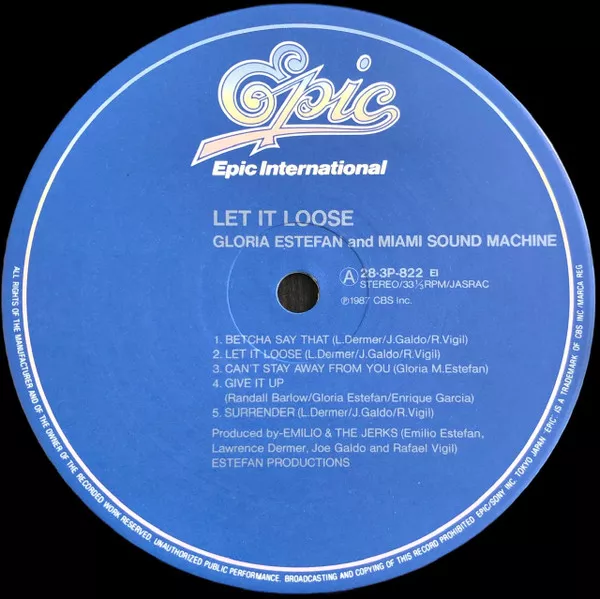 Epic
Epic International
LET IT LOOSE
GLORIA ESTEFAN and MIAMI SOUND MACHINE
A 28·3P-822 EI
STEREO/33⅓RPM/JASRAC
℗1987 CBS Inc.
1. BETCHA SAY THAT (L.Dermer/J.Galdo/R.Vigil)
2. LET IT LOOSE (L.Dermer/J.Galdo/R.Vigil)
3. CAN'T STAY AWAY FROM YOU (Gloria M.Estefan)
4. GIVE IT UP
(Randall Barlow/Gloria Estefan/Enrique Garcia)
5. SURRENDER (L.Dermer/J.Galdo/R.Vigil)
Produced by-EMILIO & THE JERKS (Emilio Estefan,
Lawrence Dermer, Joe Galdo and Rafael Vigil)
ESTEFAN PRODUCTIONS
ALL RIGHTS OF THE MANUFACTURER AND OF THE OWNER OF THE RECORDED WORK RESERVED. UNAUTHORIZED PUBLIC PERFORMANCE. BROADCASTING AND COPYING OF THIS RECORD PROHIBITED EPIC/SONY INC. TOKYO JAPAN "EPIC" IS A TRADEMARK OF CBS INC./MARCA REG.